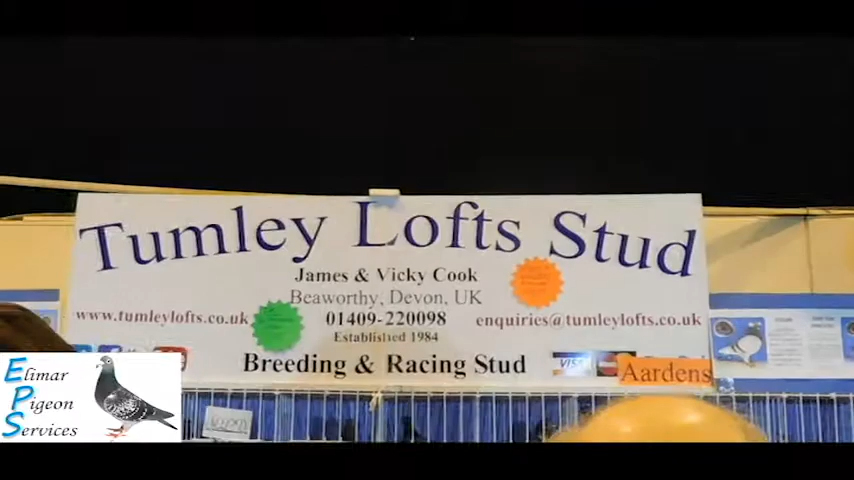 Tumley Lofts Stud
James & Vicky Cook
Beaworthy, Devon, UK
www.tumleylofts.co.uk
01409-220098
enquiries@tumleylofts.co.uk
Established 1984
Breeding & Racing Stud
VISA
Aardens
Elimar
Pigeon
Services